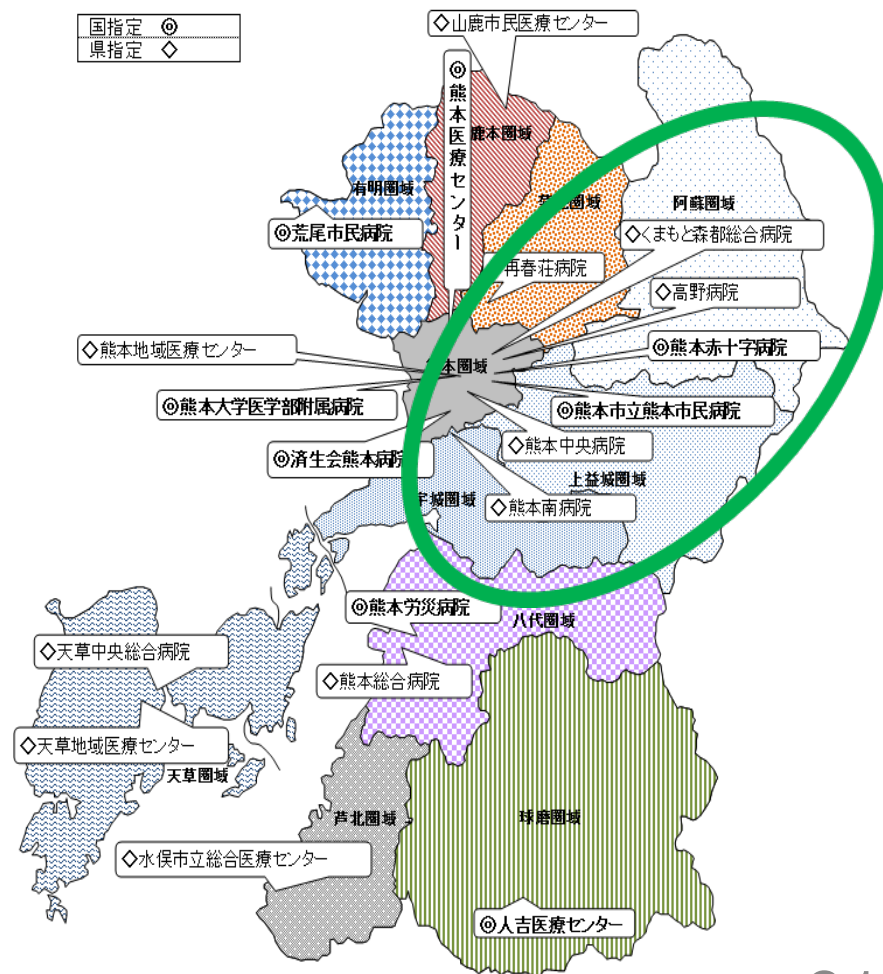 国指定 ◎
県指定 ◇
◇山鹿市民医療センター
◎熊本医療センター
鹿本圏域
有明圏域
圏域
阿蘇圏域
◎荒尾市民病院
◇くまもと森都総合病院
再春荘病院
◇高野病院
◇熊本地域医療センター
本圏域
◎熊本赤十字病院
◎熊本大学医学部附属病院
◎熊本市立熊本市民病院
◇熊本中央病院
◎済生会熊本病院
上益城圏域
宇城圏域
◇熊本南病院
◎熊本労災病院
八代圏域
◇天草中央総合病院
◇熊本総合病院
◇天草地域医療センター
天草圏域
芦北圏域
球磨圏域
◇水俣市立総合医療センター
◎人吉医療センター